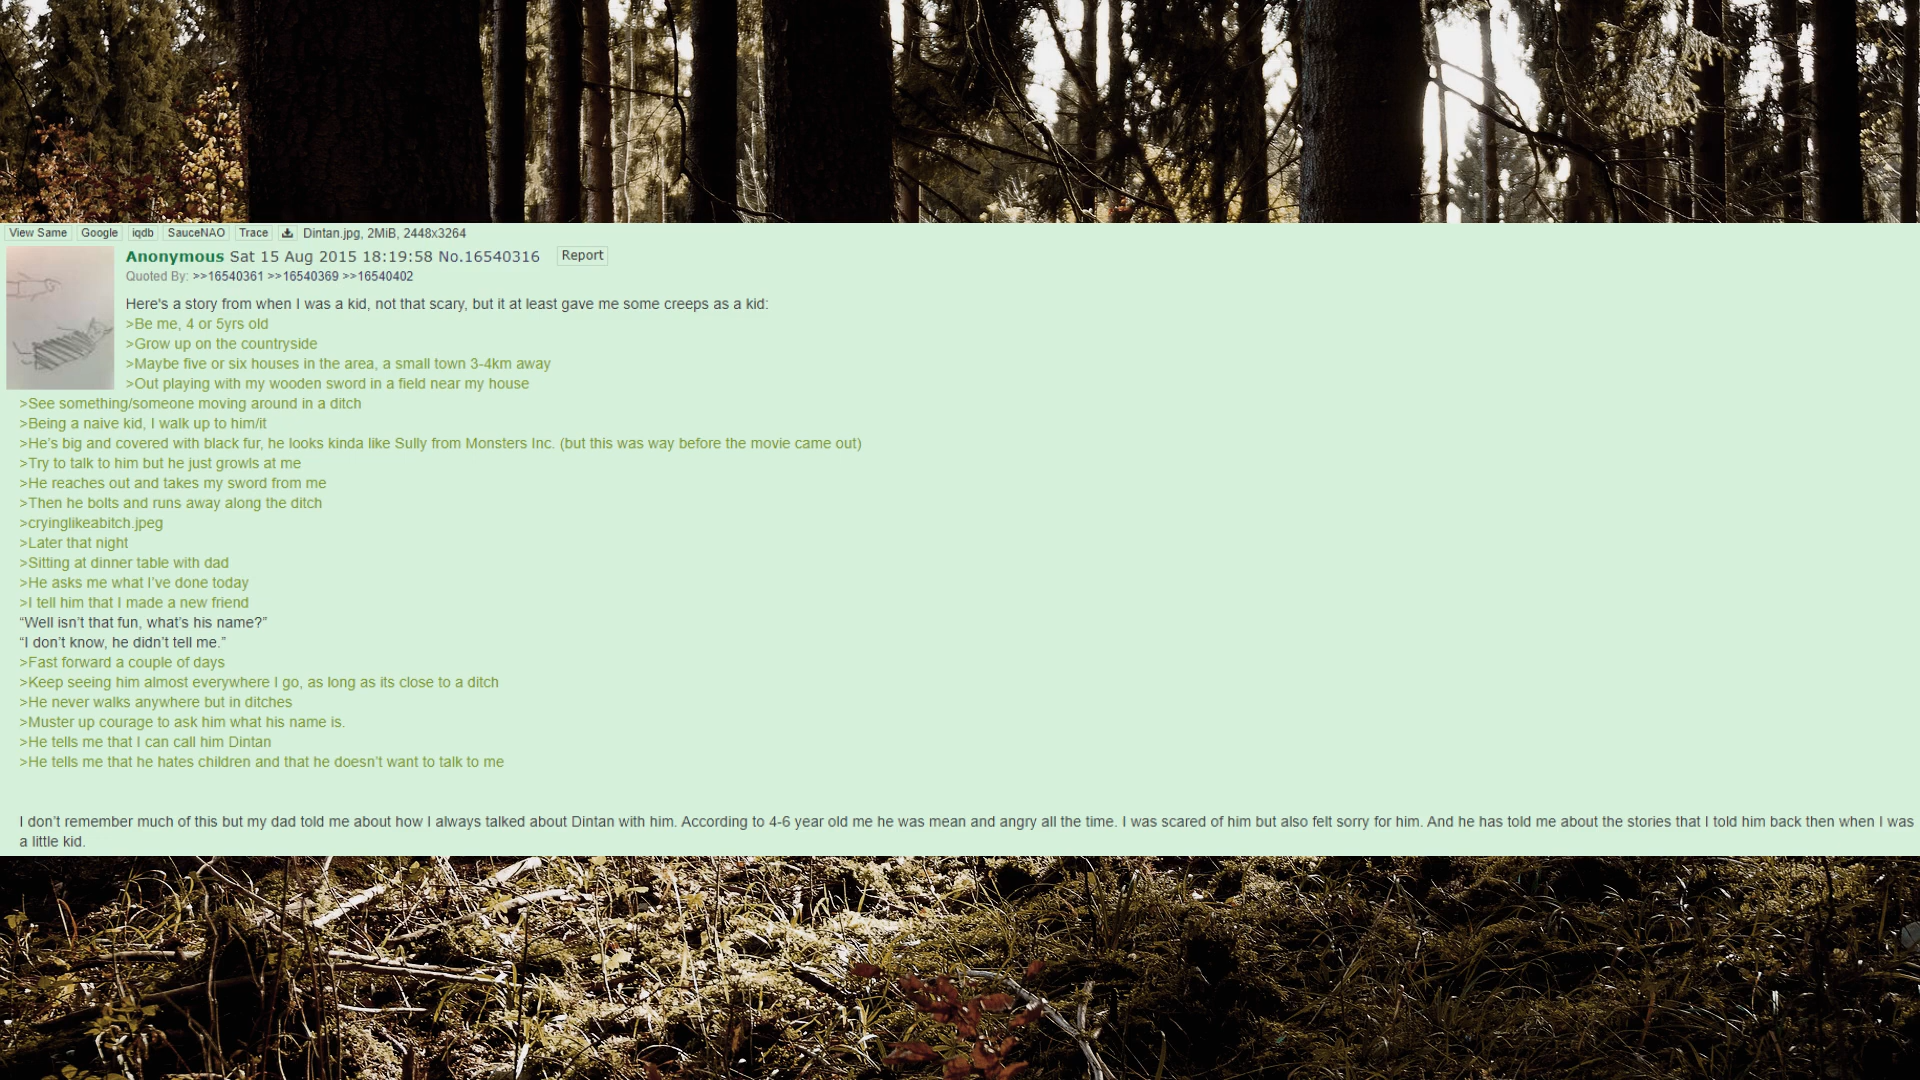 View Same Google iqdb SauceNAO Trace Dintan.jpg, 2MiB, 2448x3264
Anonymous Sat 15 Aug 2015 18:19:58 No.16540316 Report
Quoted By: >>16540361 >>16540369 >>16540402
Here's a story from when I was a kid, not that scary, but it at least gave me some creeps as a kid:
>Be me, 4 or 5yrs old
>Grow up on the countryside
>Maybe five or six houses in the area, a small town 3-4km away
>Out playing with my wooden sword in a field near my house
>See something/someone moving around in a ditch
>Being a naive kid, I walk up to him/it
>He’s big and covered with black fur, he looks kinda like Sully from Monsters Inc. (but this was way before the movie came out)
>Try to talk to him but he just growls at me
>He reaches out and takes my sword from me
>Then he bolts and runs away along the ditch
>cryinglikeabitch.jpeg
>Later that night
>Sitting at dinner table with dad
>He asks me what I’ve done today
>I tell him that I made a new friend
“Well isn’t that fun, what’s his name?”
“I don’t know, he didn’t tell me.”
>Fast forward a couple of days
>Keep seeing him almost everywhere I go, as long as its close to a ditch
>He never walks anywhere but in ditches
>Muster up courage to ask him what his name is.
>He tells me that I can call him Dintan
>He tells me that he hates children and that he doesn’t want to talk to me
I don’t remember much of this but my dad told me about how I always talked about Dintan with him. According to 4-6 year old me he was mean and angry all the time. I was scared of him but also felt sorry for him. And he has told me about the stories that I told him back then when I was
a little kid.